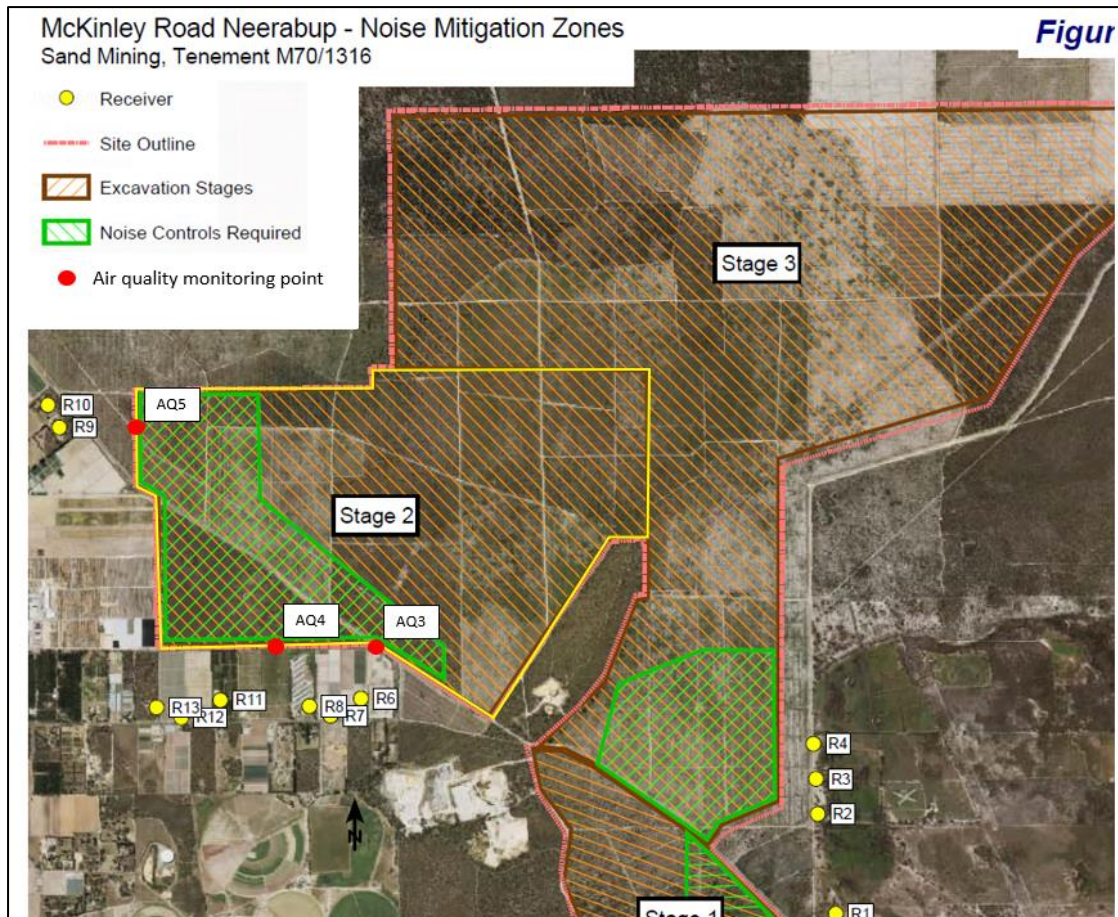 McKinley Road Neerabup - Noise Mitigation Zones
Figur
Sand Mining, Tenement M70/1316
Receiver
Site Outline
Excavation Stages
Noise Controls Required
Air quality monitoring point
Stage 3
R10
AQ5
R9
Stage 2
AQ4
AQ3
R13
R12
R11
R8
R7
R6
R4
R3
R2
N
Stage 1
R1